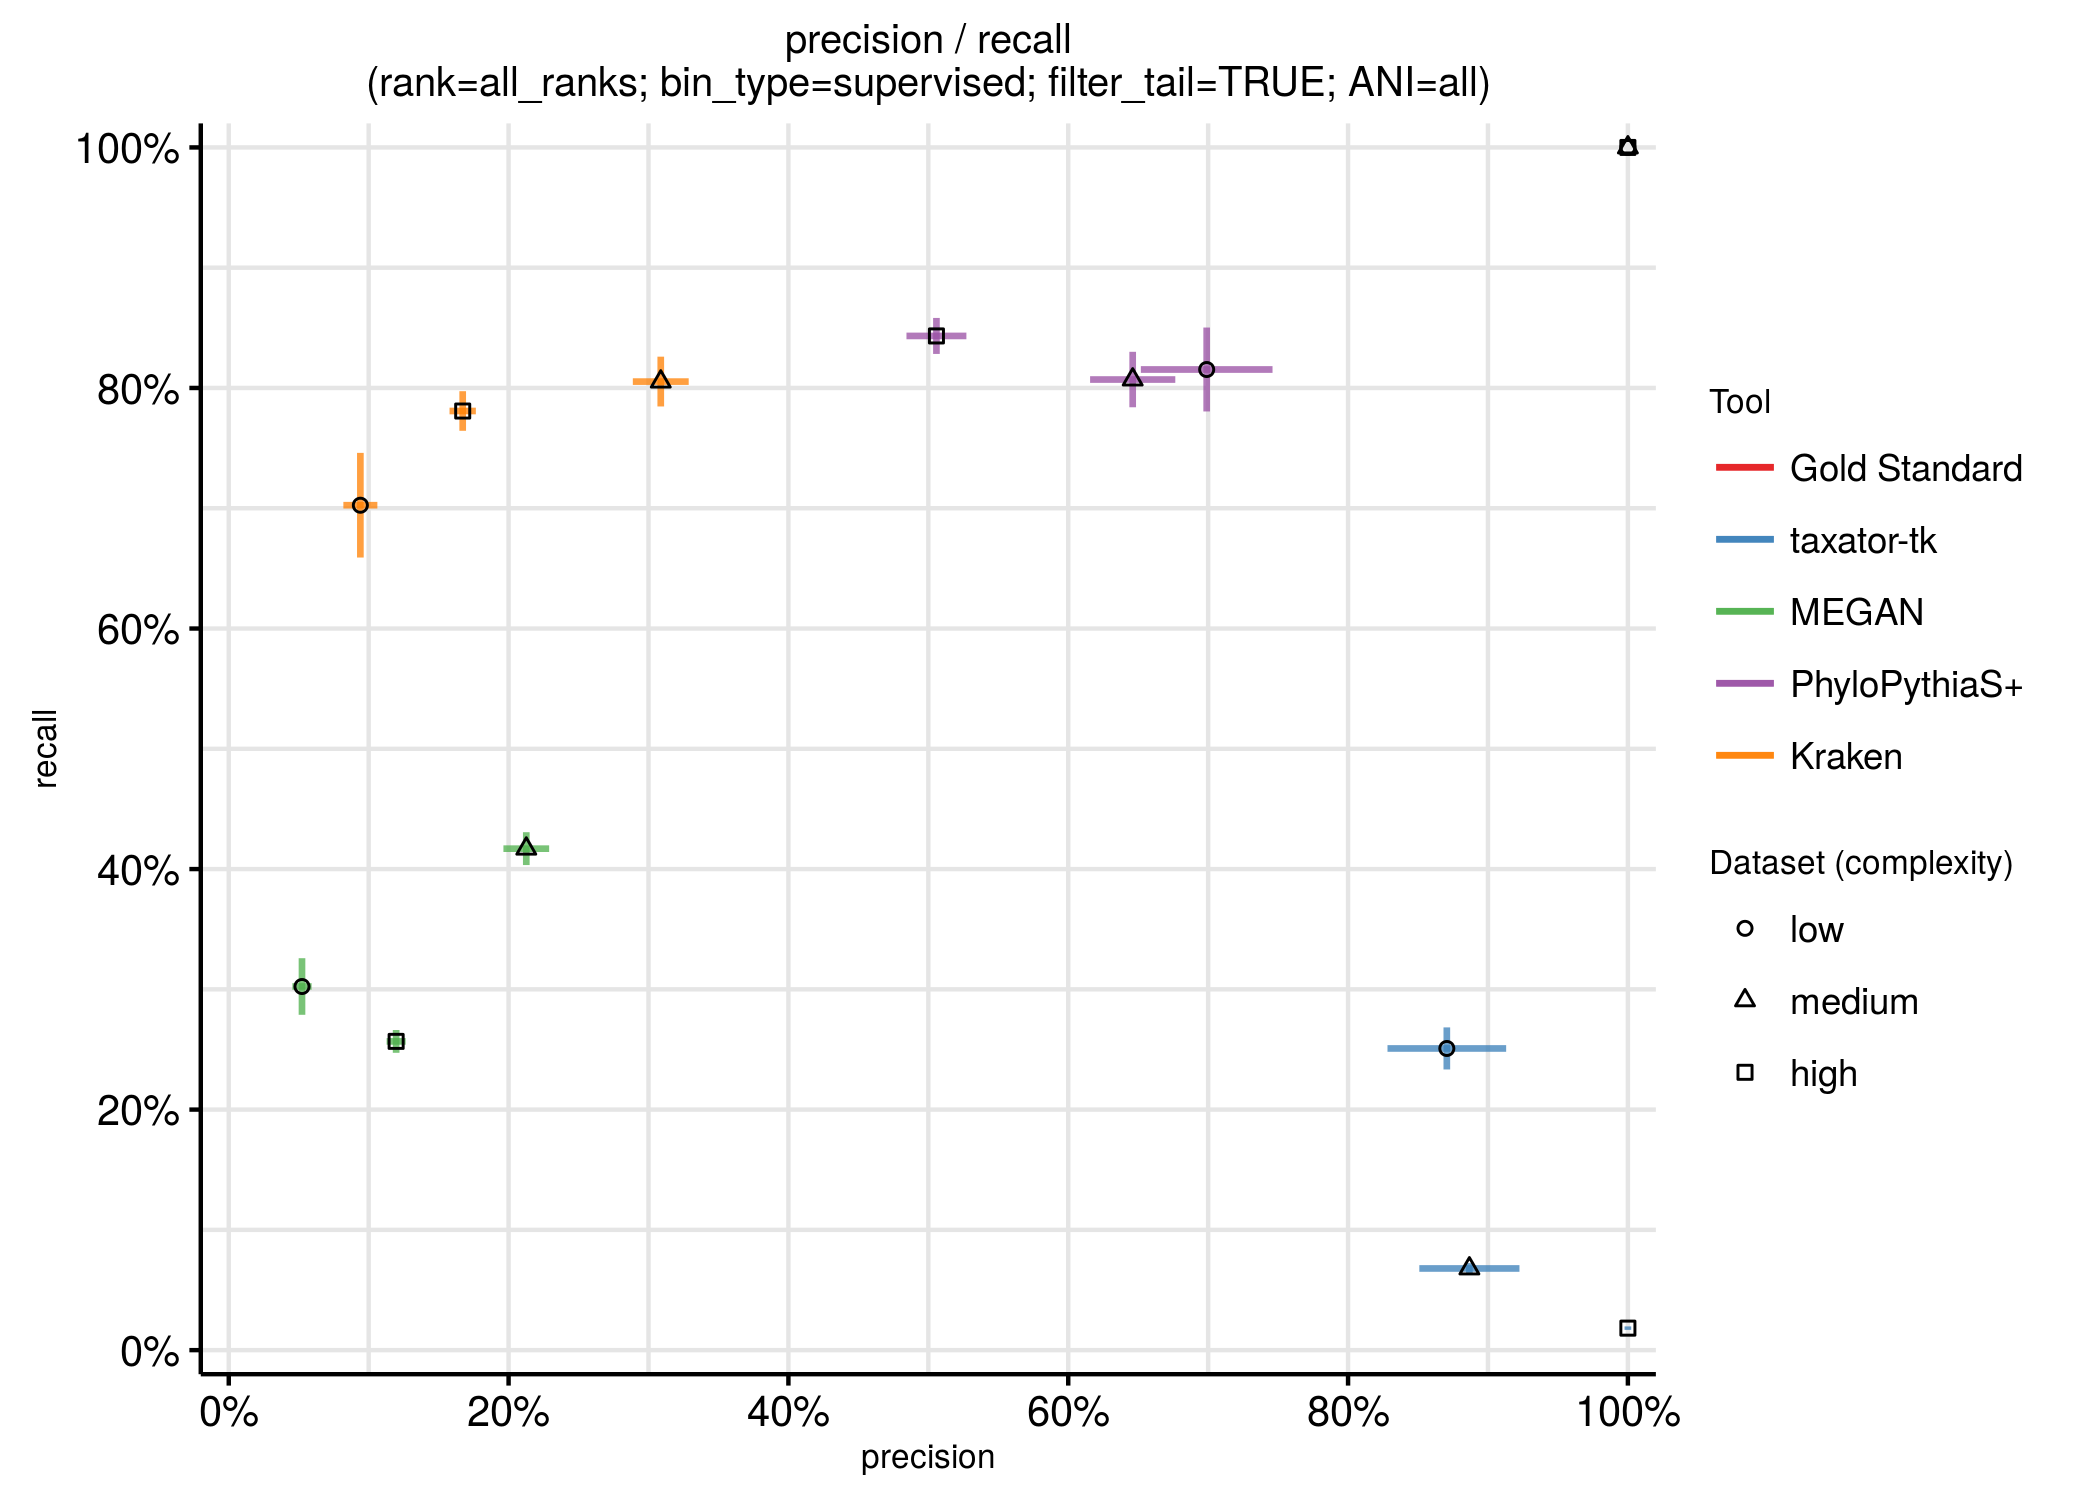 precision / recall
(rank=all_ranks; bin_type=supervised; filter_tail=TRUE; ANI=all)
100%
80%
60%
40%
20%
0%
recall
0%
20%
40%
60%
80%
100%
precision
Tool
Gold Standard
taxator-tk
MEGAN
PhyloPythiaS+
Kraken
Dataset (complexity)
low
medium
high